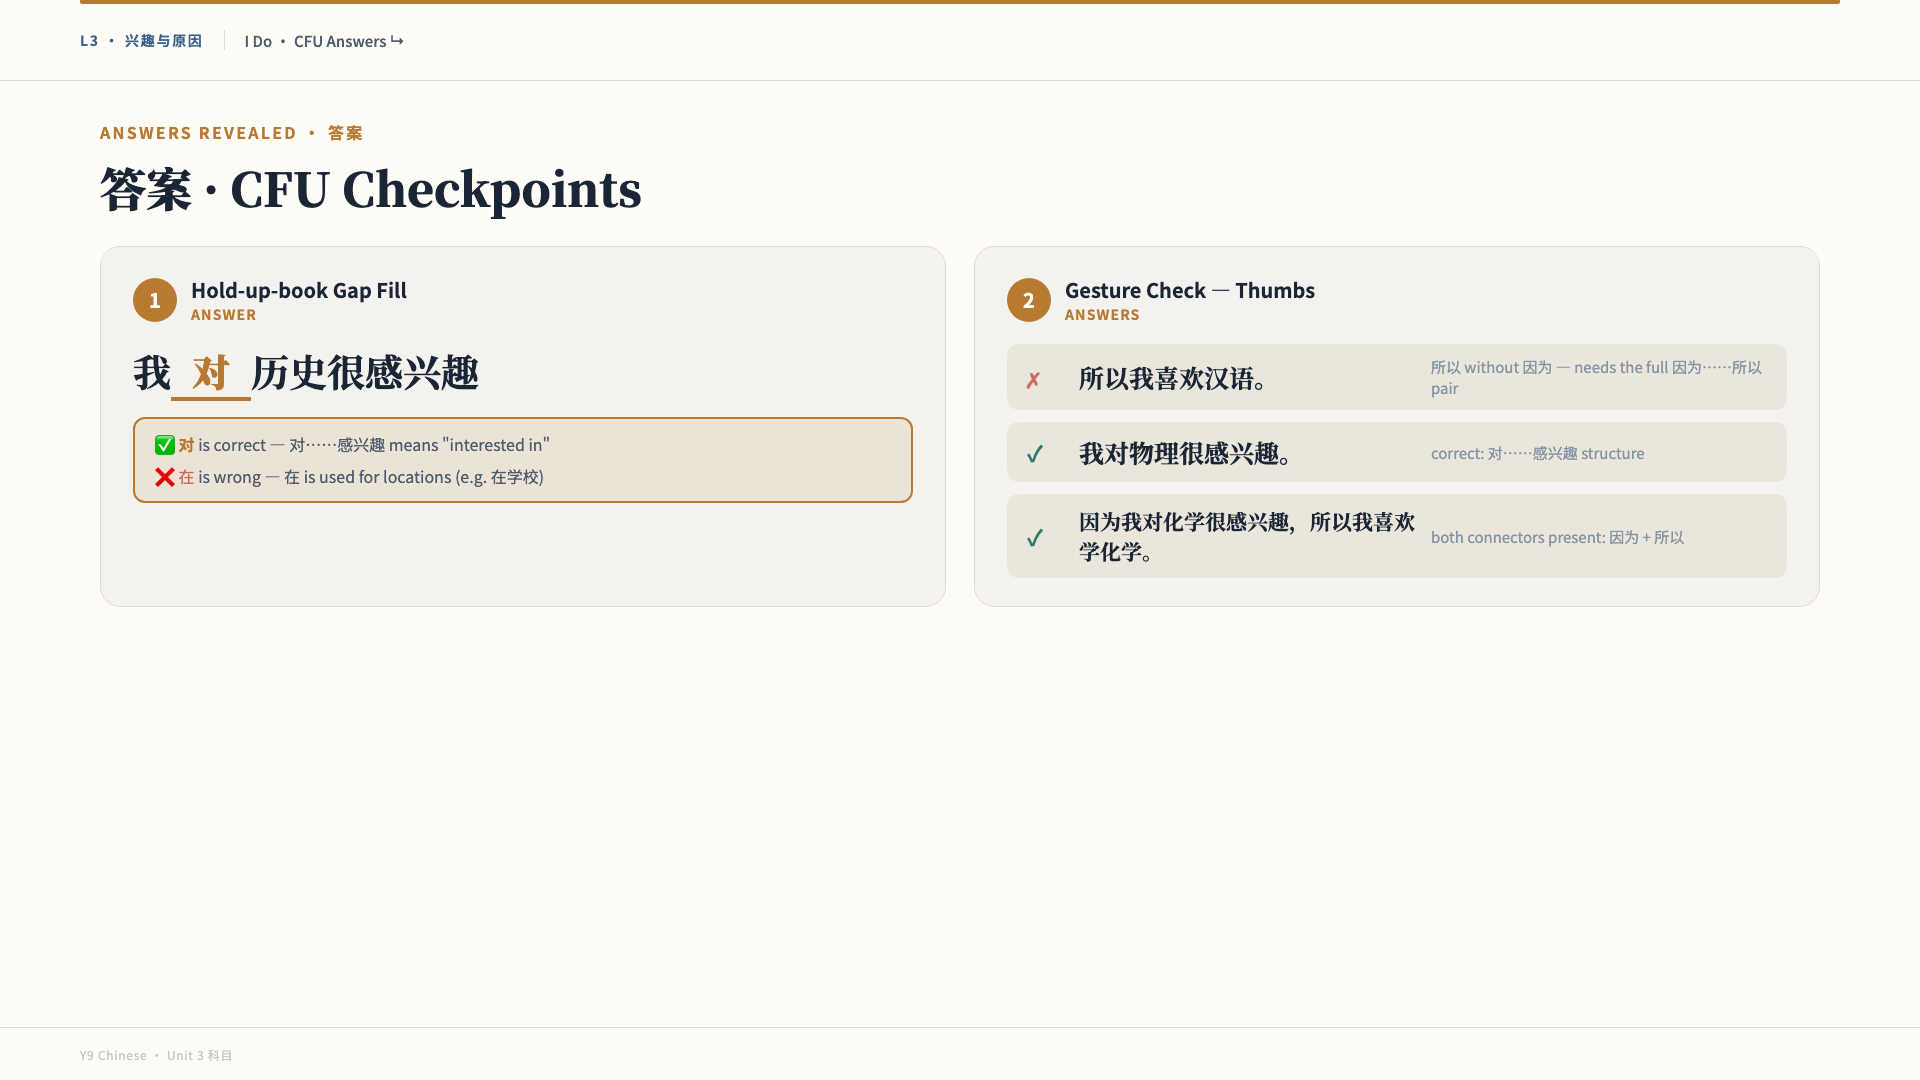 L3 • 兴趣与原因
I Do • CFU Answers ↪
ANSWERS REVEALED • 答案
答案 · CFU Checkpoints
1
Hold-up-book Gap Fill
ANSWER
我 对 历史很感兴趣
✅ 对 is correct — 对……感兴趣 means "interested in"
❌ 在 is wrong — 在 is used for locations (e.g. 在学校)
2
Gesture Check — Thumbs
ANSWERS
✗ 所以我喜欢汉语。
所以 without 因为 — needs the full 因为……所以
pair
✓ 我对物理很感兴趣。
correct: 对……感兴趣 structure
✓ 因为我对化学很感兴趣，所以我喜欢
学化学。
both connectors present: 因为 + 所以
Y9 Chinese • Unit 3 科目